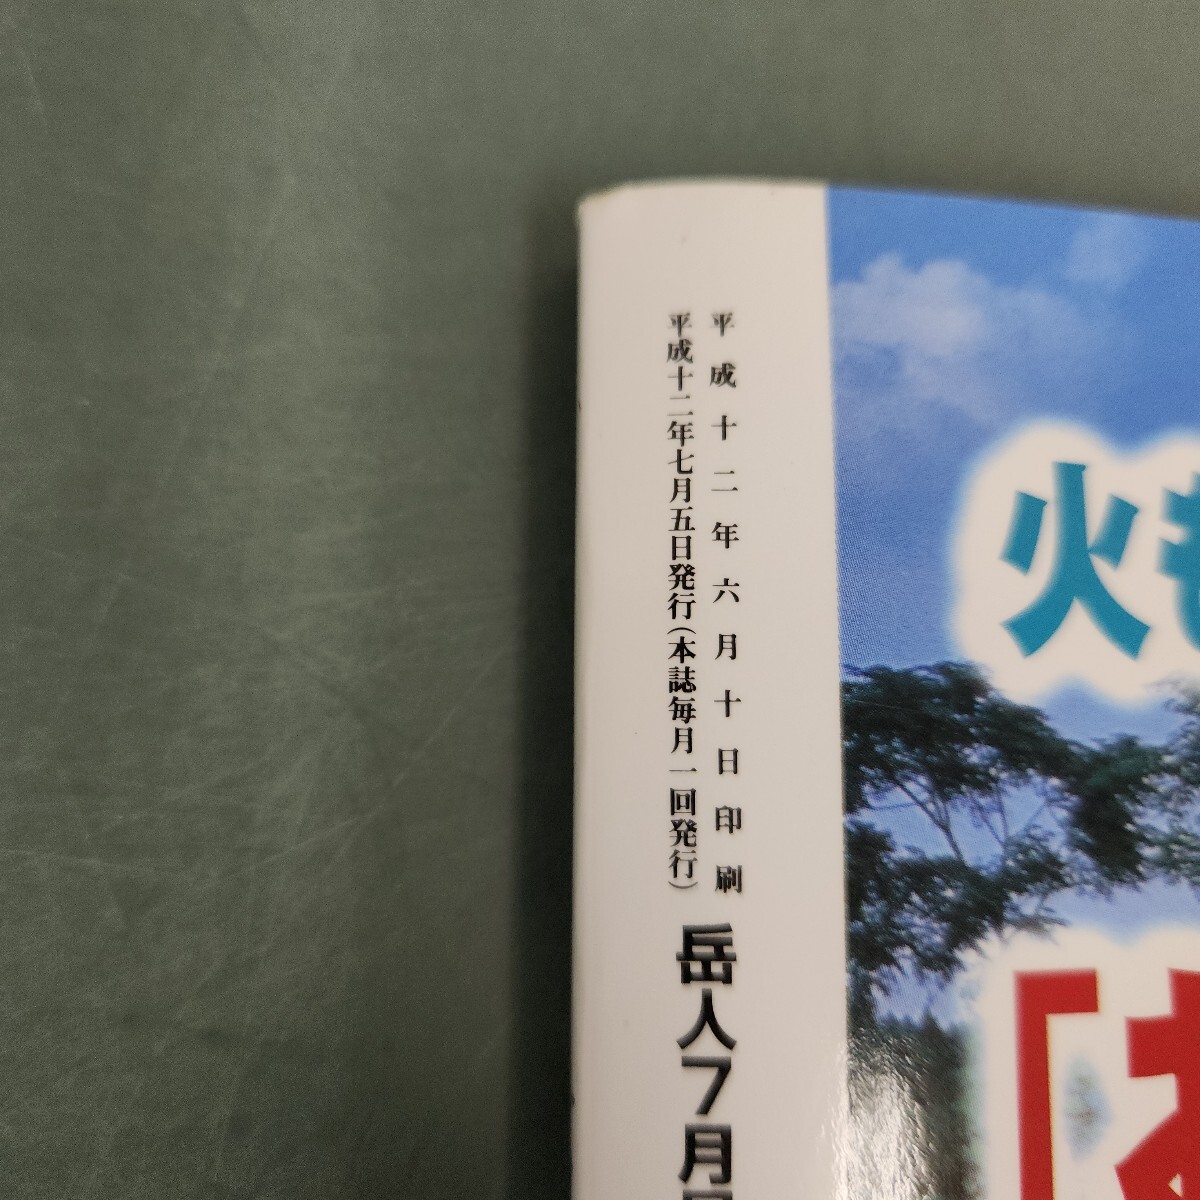 平成十二年六月十日印刷
平成十二年七月五日発行(本誌毎月一回発行)
岳人7月
火も
「